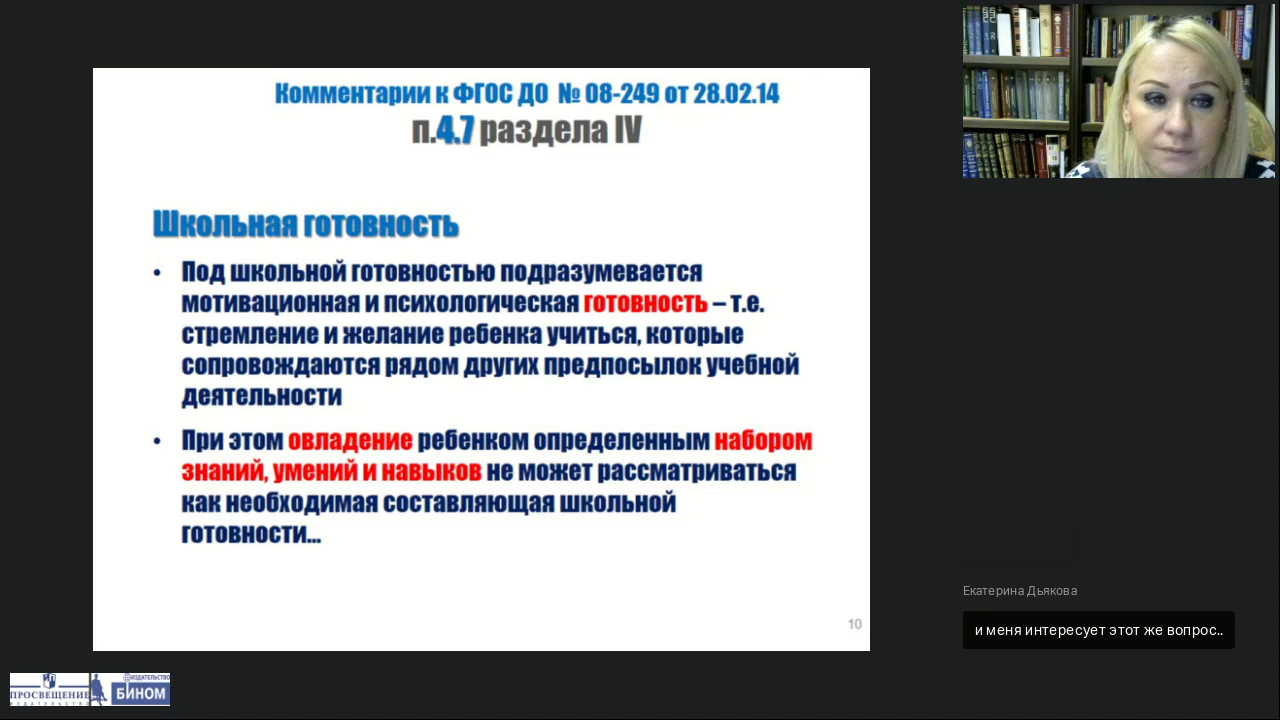 Комментарии к ФГОС ДО № 08-249 от 28.02.14
п.4.7 раздела IV
Школьная готовность
• Под школьной готовностью подразумевается
мотивационная и психологическая готовность – т.е.
стремление и желание ребенка учиться, которые
сопровождаются рядом других предпосылок учебной
деятельности
• При этом овладение ребенком определенным набором
знаний, умений и навыков не может рассматриваться
как необходимая составляющая школьной
готовности...
10
Екатерина Дьякова
и меня интересует этот же вопрос..
ПРОСВЕЩЕНИЕ
ИЗДАТЕЛЬСТВО
ИЗДАТЕЛЬСТВО
БИНОМ